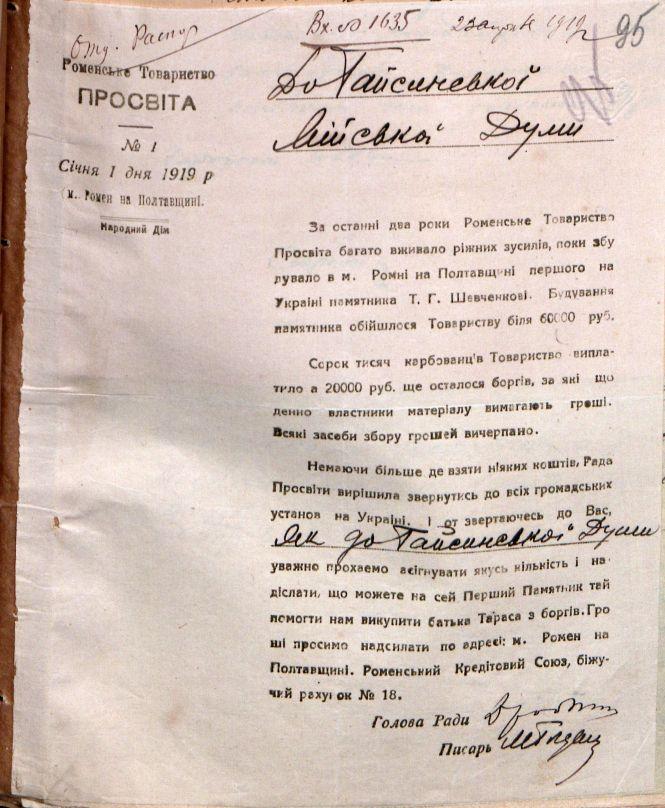 95
Вх. № 1635
Отд. Распор
Роменське Товариство
ПРОСВІТА
№ 1
Січня 1 дня 1919 р
м. Ромен на Полтавщині.
Народний Дім
До Гайсинської
Мійської Думи
За останні два роки Роменське Товариство
Просвіта багато вживало ріжних зусиль, поки збу
дувало в м. Ромні на Полтавщині першого на
Україні памятника Т. Г. Шевченкові. Будування
памятника обійшлося Товариству біля 60000 руб.
Сорок тисяч карбованців Товариство випла-
тило а 20000 руб. ще осталося боргів, за які що
денно властники матеріалу вимагають гроші.
Всякі засоби збору грошей вичерпано.
Немаючи більше де взяти ніяких коштів, Рада
Просвіти вирішила звернутись до всіх громадських
установ на Україні. І от звертаючесь до Вас,
як до Гайсинської Думи
уважно прохаемо асігнувати якусь кількість і на-
діслати, що можете на сей Перший Памятник тай
помогти нам викупити батька Тараса з боргів. Гро
ші просимо надсилати по адресі: м. Ромен на
Полтавщині. Роменський Кредітовий Союз, біжу-
чий рахунок № 18.
Голова Ради
Писарь